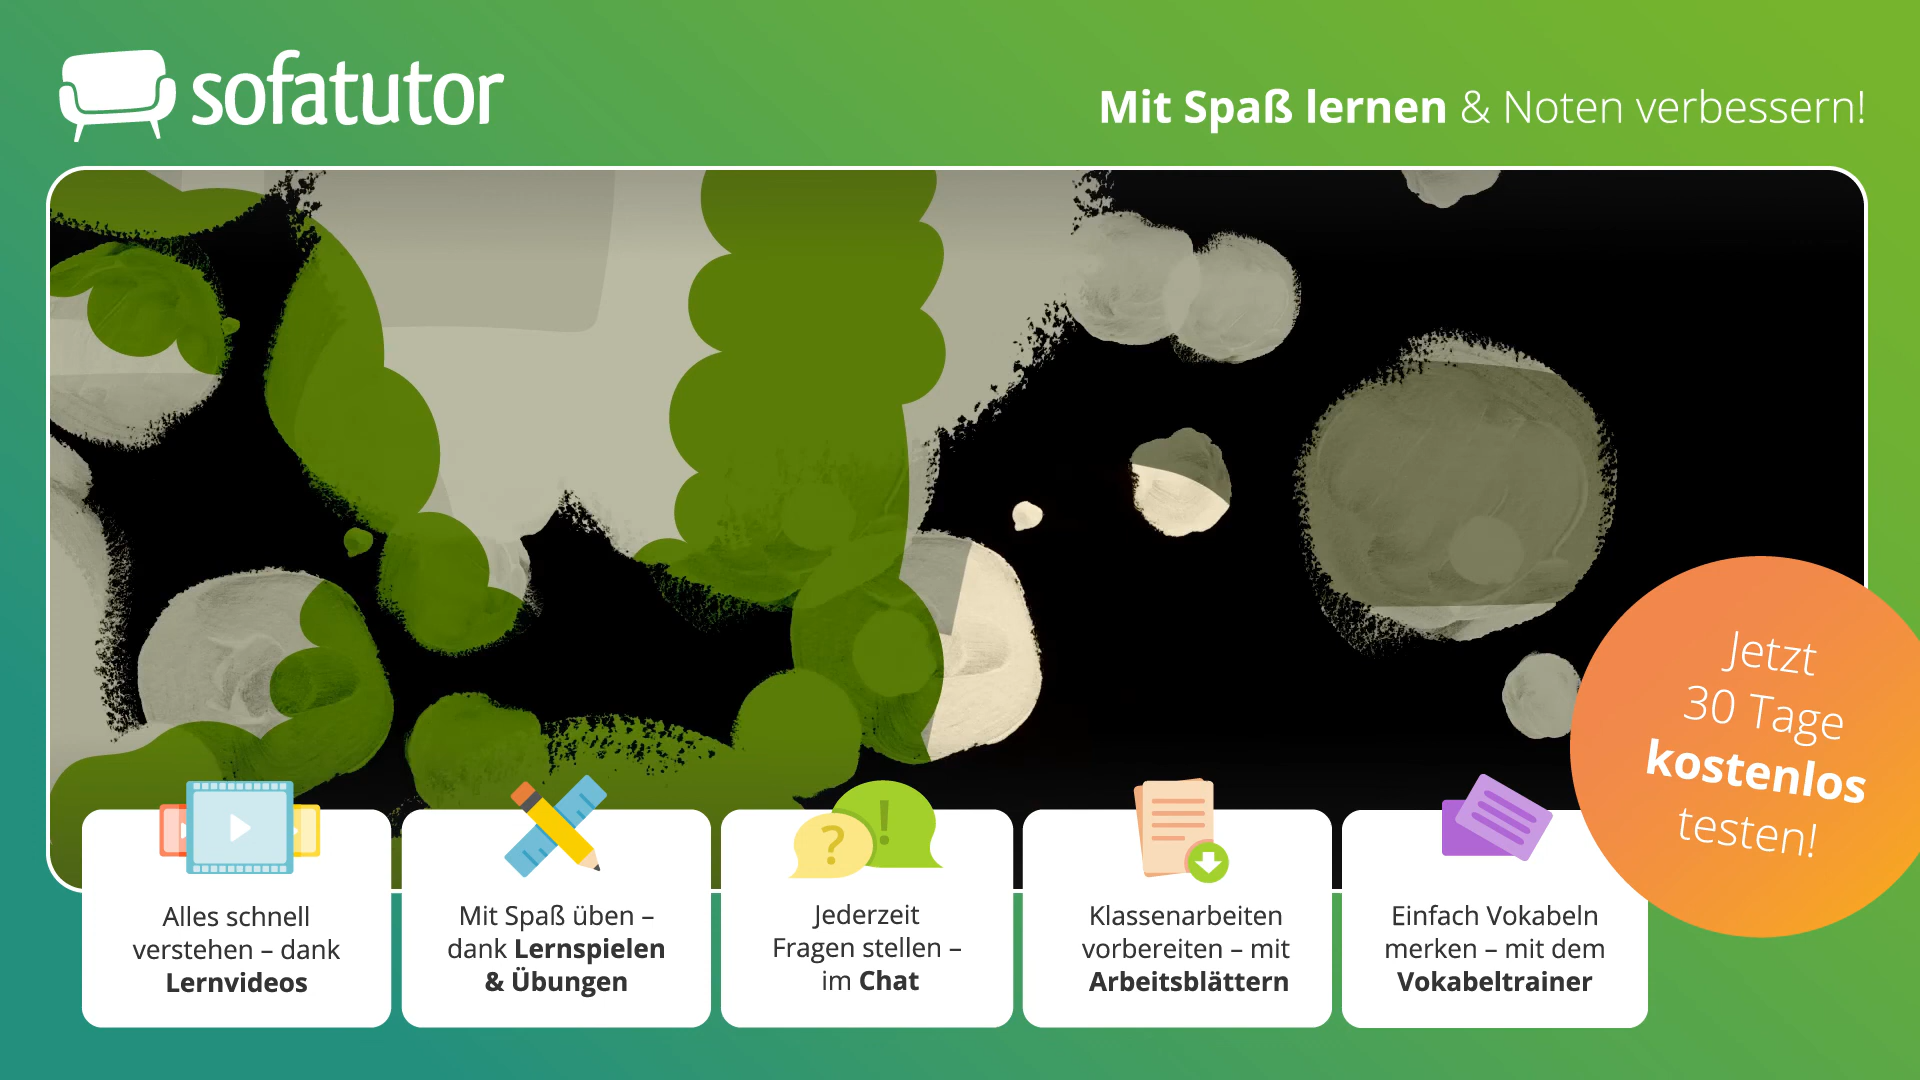 sofatutor
Mit Spaß lernen & Noten verbessern!
Jetzt
30 Tage
kostenlos
testen!
?
!
Alles schnell
verstehen – dank
Lernvideos
Mit Spaß üben –
dank Lernspielen
& Übungen
Jederzeit
Fragen stellen –
im Chat
Klassenarbeiten
vorbereiten – mit
Arbeitsblättern
Einfach Vokabeln
merken – mit dem
Vokabeltrainer